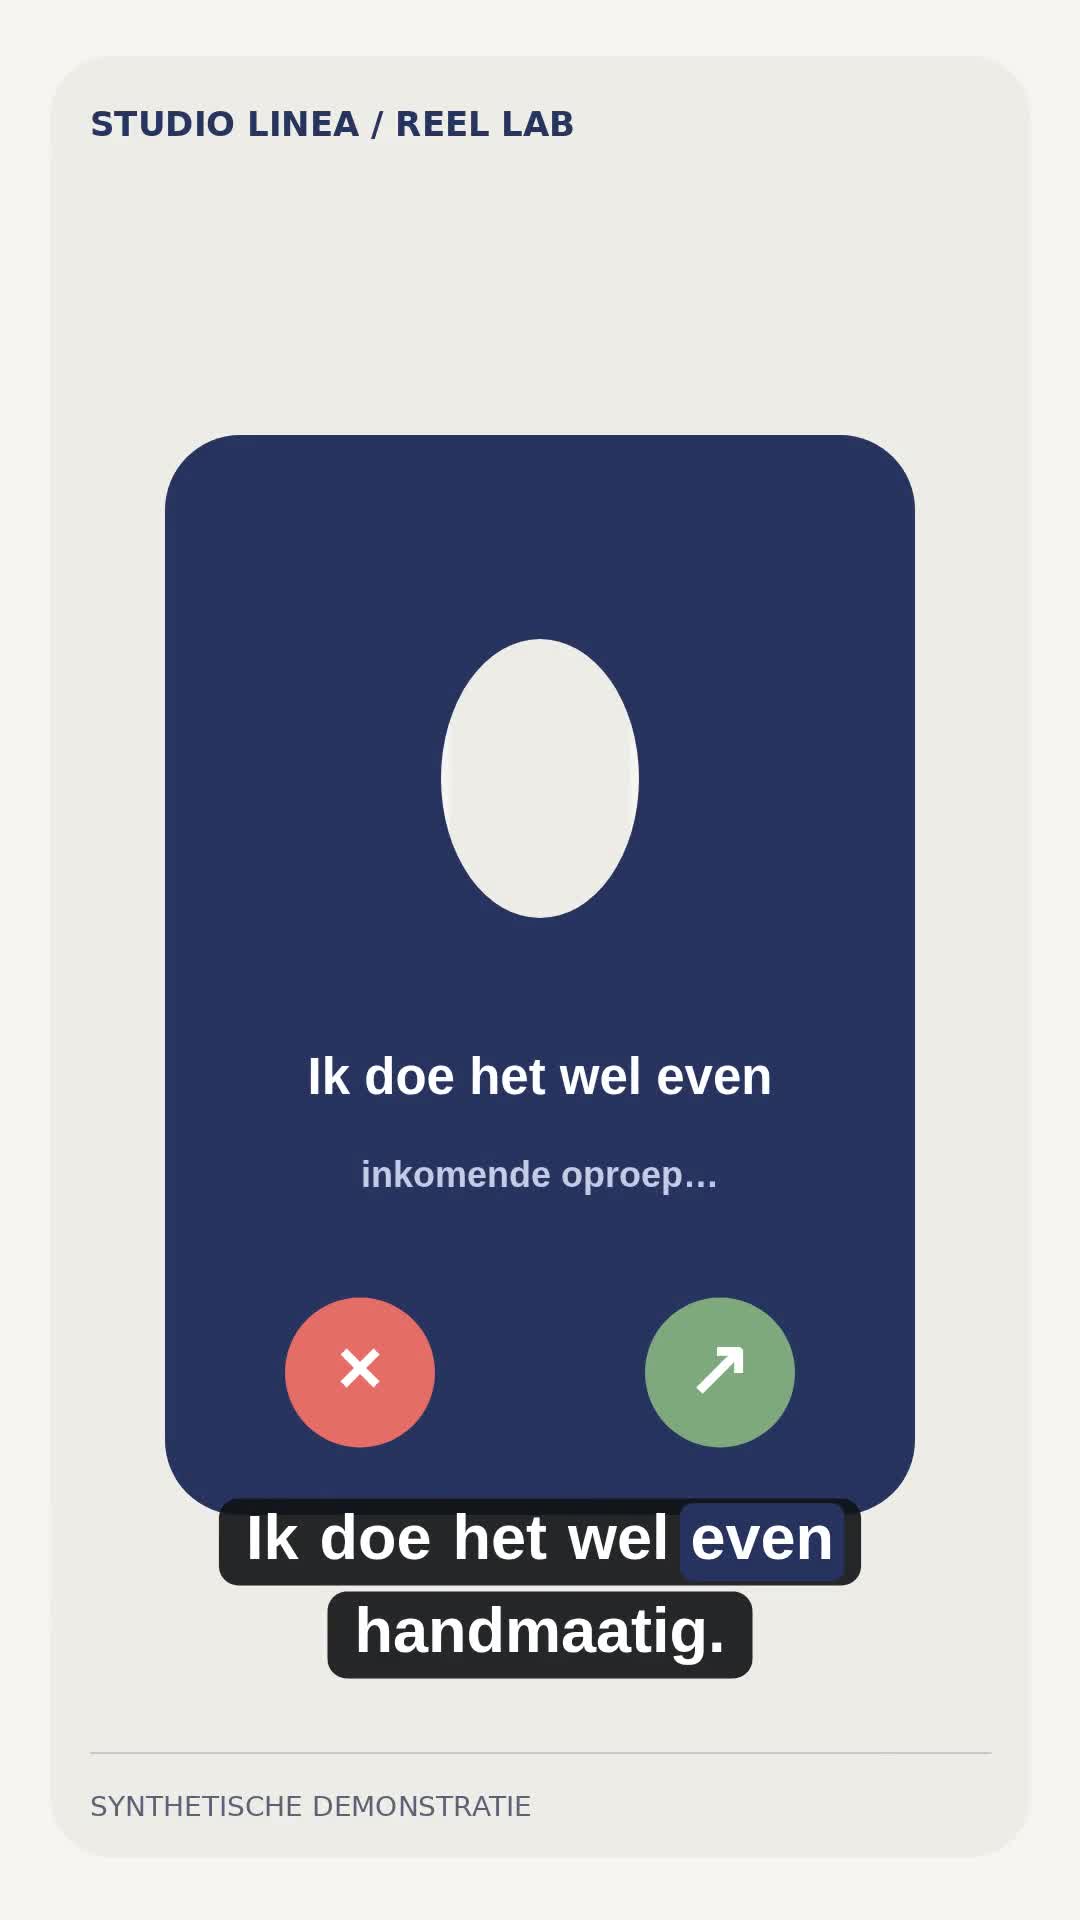 STUDIO LINEA / REEL LAB
Ik doe het wel even
inkomende oproep…
Ik doe het wel even
handmaatig.
SYNTHETISCHE DEMONSTRATIE